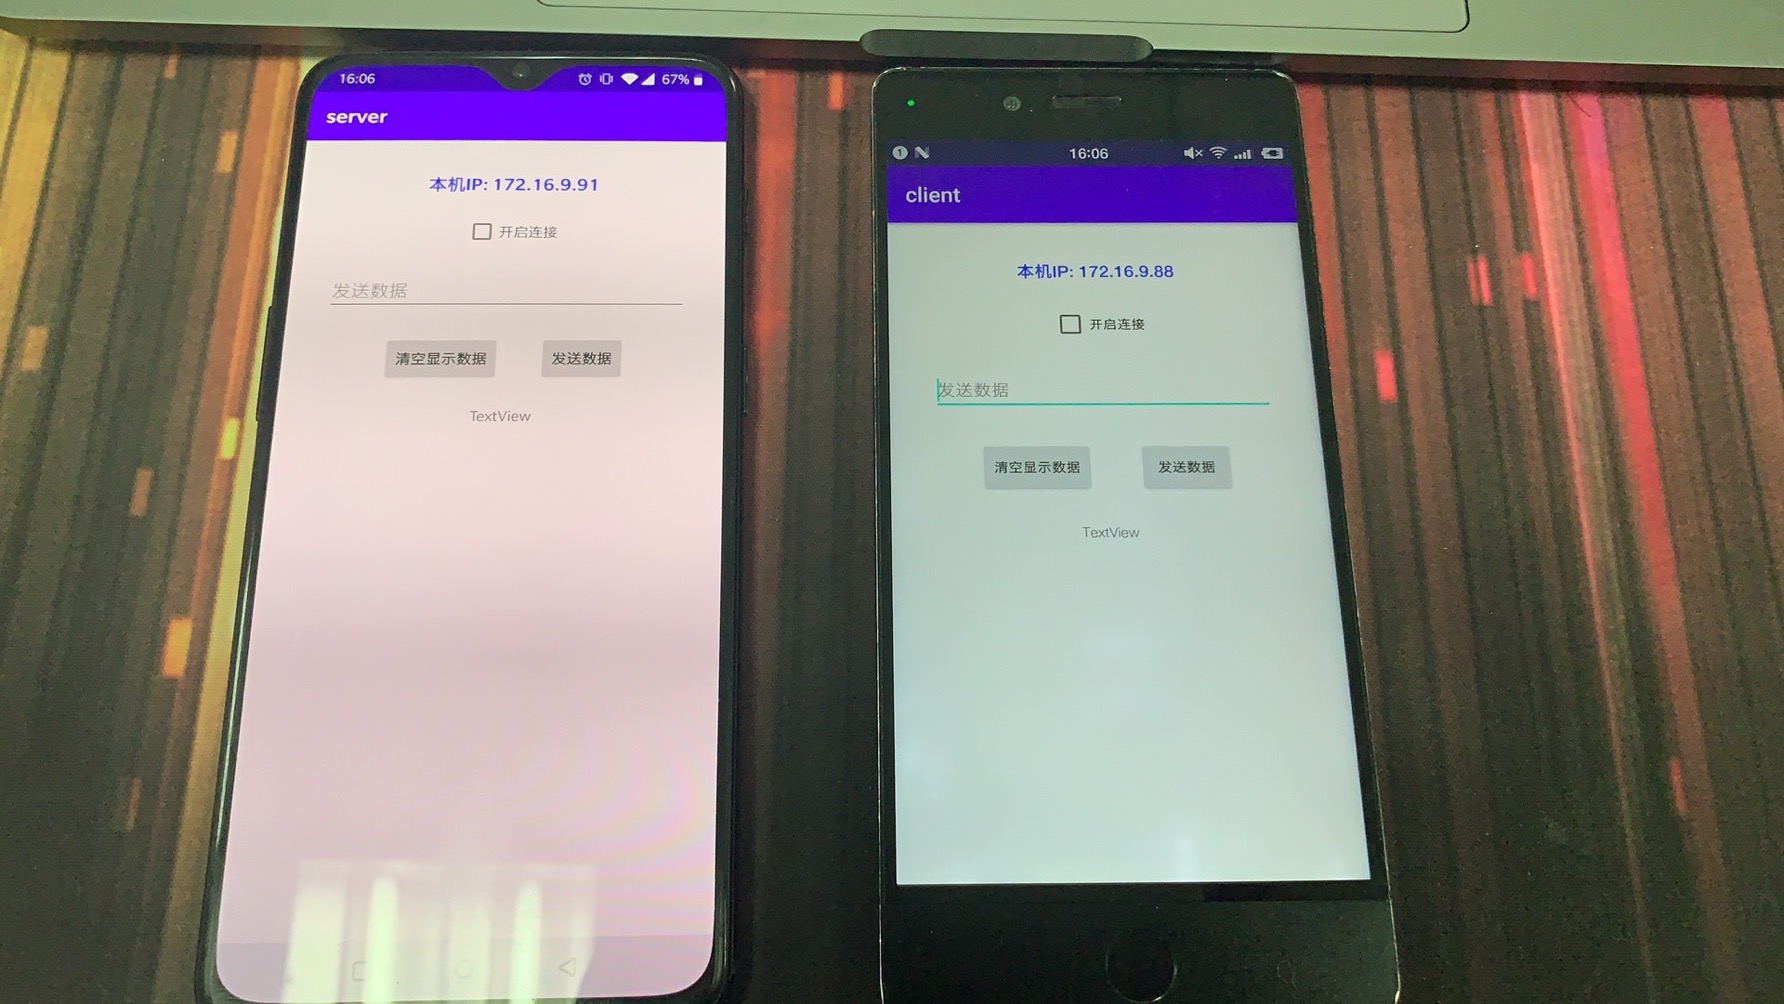 16:06
67%
server
本机IP: 172.16.9.91
开启连接
发送数据
清空显示数据
发送数据
TextView
1
16:06
client
本机IP: 172.16.9.88
开启连接
发送数据
清空显示数据
发送数据
TextView